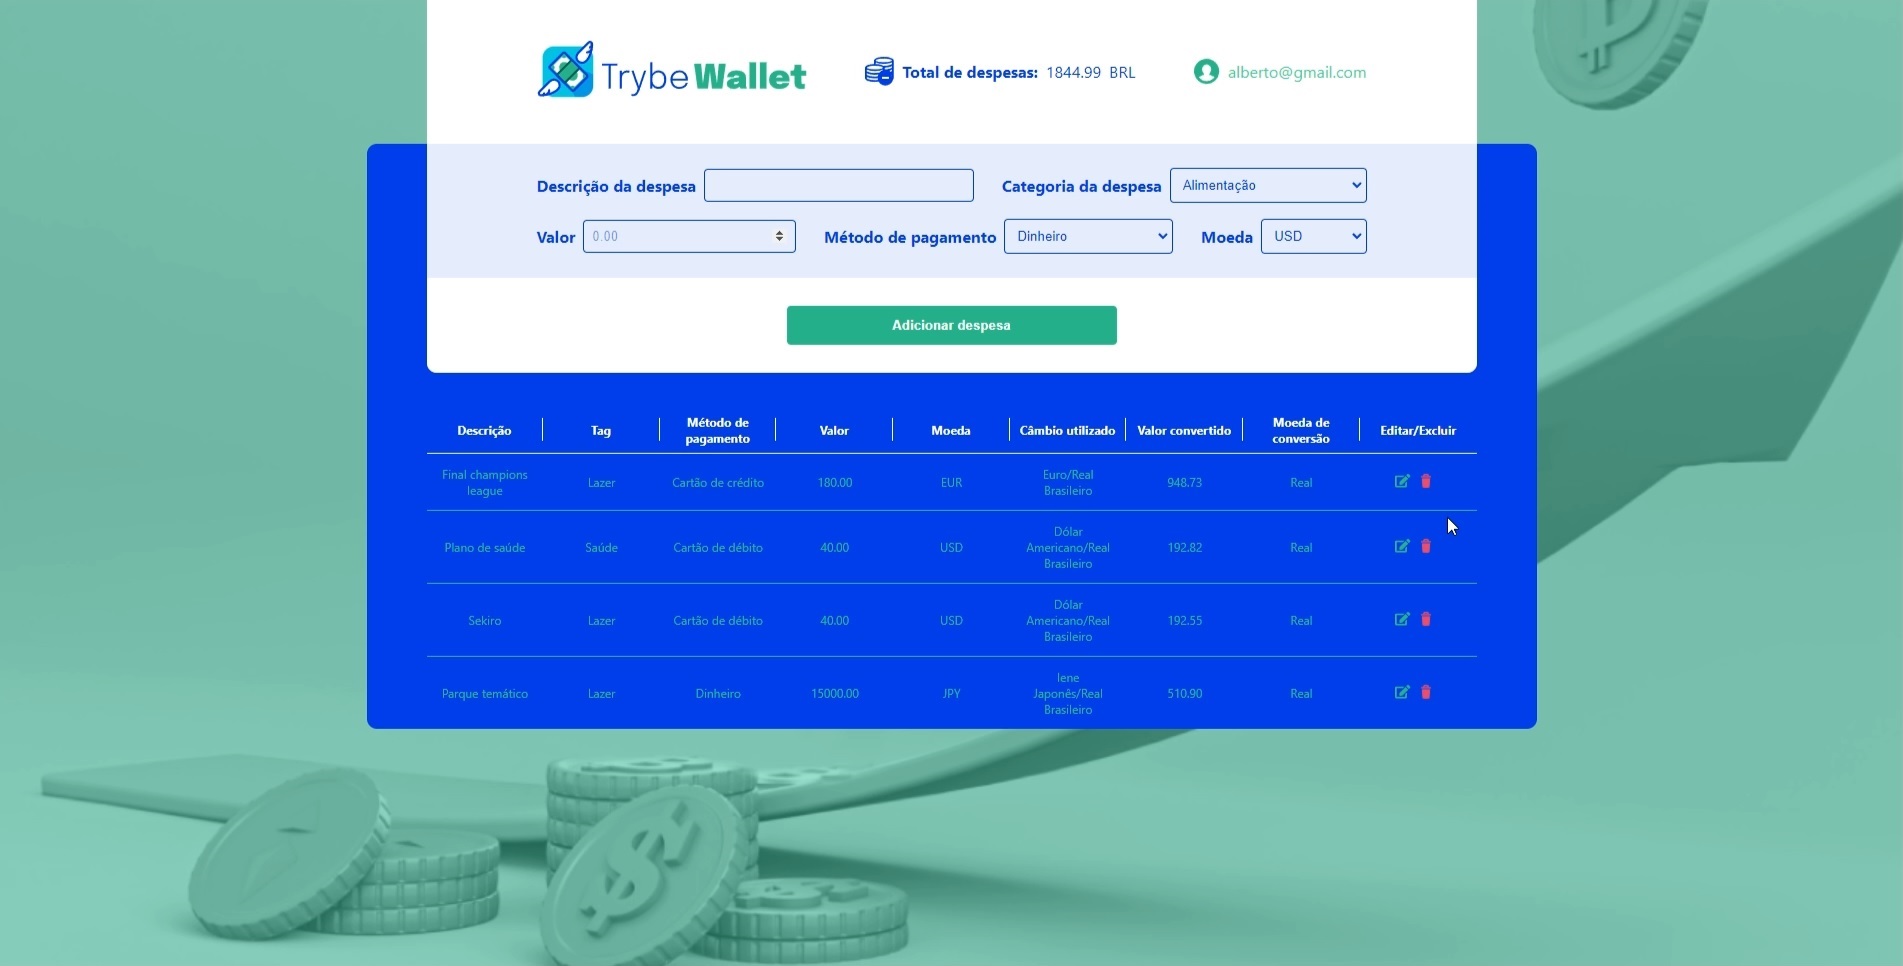 TrybeWallet
Total de despesas: 1844.99 BRL
alberto@gmail.com
Descrição da despesa
Categoria da despesa Alimentação
Valor 0.00 Método de pagamento Dinheiro Moeda USD
Adicionar despesa
Descrição Tag Método de pagamento Valor Moeda Câmbio utilizado Valor convertido Moeda de conversão Editar/Excluir
Final champions league Lazer Cartão de crédito 180.00 EUR Euro/Real Brasileiro 948.73 Real
Plano de saúde Saúde Cartão de débito 40.00 USD Dólar Americano/Real Brasileiro 192.82 Real
Sekiro Lazer Cartão de débito 40.00 USD Dólar Americano/Real Brasileiro 192.55 Real
Parque temático Lazer Dinheiro 15000.00 JPY Iene Japonês/Real Brasileiro 510.90 Real